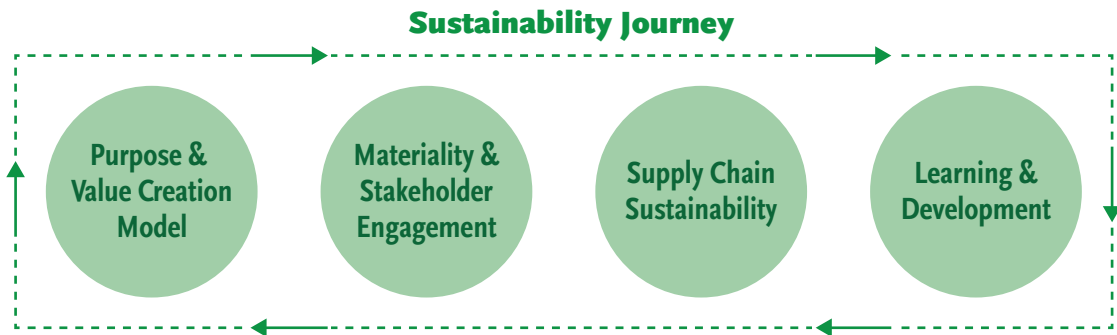 Sustainability Journey
Purpose &
Value Creation
Model
Materiality &
Stakeholder
Engagement
Supply Chain
Sustainability
Learning &
Development